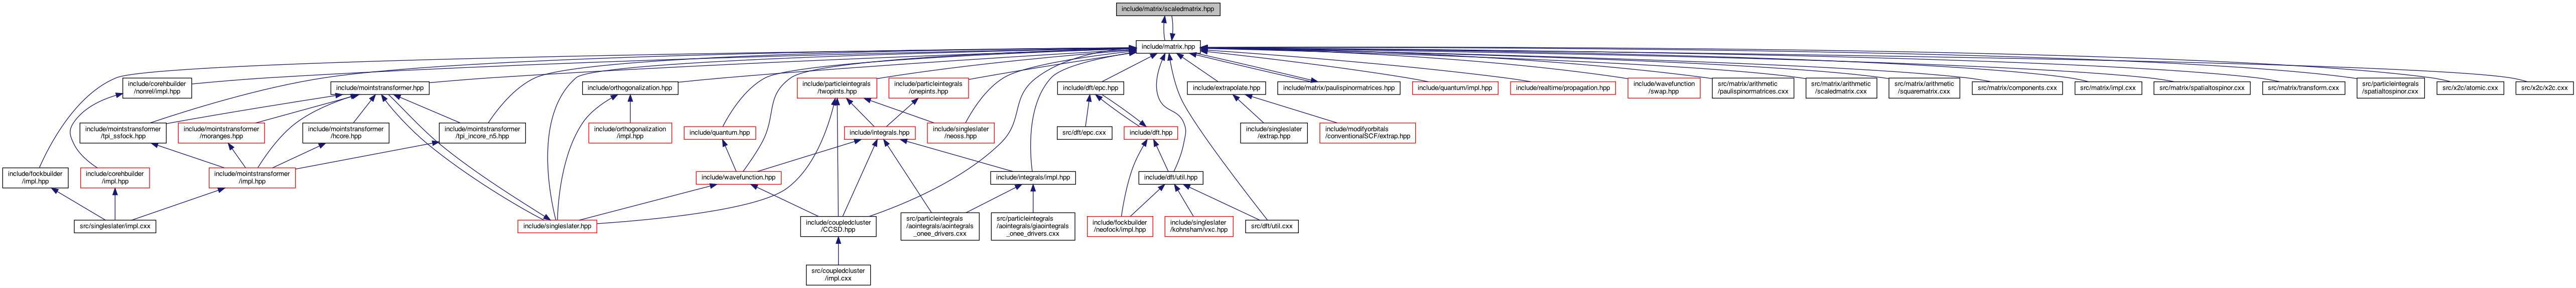 include/matrix/scaledmatrix.hpp
include/matrix.hpp
include/corehbuilder
/nonrel/impl.hpp
include/mointstransformer.hpp
include/orthogonalization.hpp
include/particleintegrals
/twopints.hpp
include/particleintegrals
/onepints.hpp
include/dft/epc.hpp
include/extrapolate.hpp
include/matrix/paulispinormatrices.hpp
include/quantum/impl.hpp
include/realtime/propagation.hpp
include/wavefunction
/swap.hpp
src/matrix/arithmetic
/paulispinormatrices.cxx
src/matrix/arithmetic
/scaledmatrix.cxx
src/matrix/arithmetic
/squarematrix.cxx
src/matrix/components.cxx
src/matrix/impl.cxx
src/matrix/spatialtospinor.cxx
src/matrix/transform.cxx
src/particleintegrals
/spatialtospinor.cxx
src/x2c/atomic.cxx
src/x2c/x2c.cxx
include/mointstransformer
/tpi_ssfock.hpp
include/mointstransformer
/moranges.hpp
include/mointstransformer
/hcore.hpp
include/mointstransformer
/tpi_incore_n5.hpp
include/orthogonalization
/impl.hpp
include/quantum.hpp
include/integrals.hpp
include/singleslater
/neoss.hpp
src/dft/epc.cxx
include/dft.hpp
include/singleslater
/extrap.hpp
include/modifyorbitals
/conventionalSCF/extrap.hpp
include/fockbuilder
/impl.hpp
include/corehbuilder
/impl.hpp
include/mointstransformer
/impl.hpp
include/wavefunction.hpp
include/integrals/impl.hpp
include/dft/util.hpp
src/singleslater/impl.cxx
include/singleslater.hpp
include/coupledcluster
/CCSD.hpp
src/particleintegrals
/aointegrals/aointegrals
_onee_drivers.cxx
src/particleintegrals
/aointegrals/giaointegrals
_onee_drivers.cxx
include/fockbuilder
/neofock/impl.hpp
include/singleslater
/kohnsham/vxc.hpp
src/dft/util.cxx
src/coupledcluster
/impl.cxx